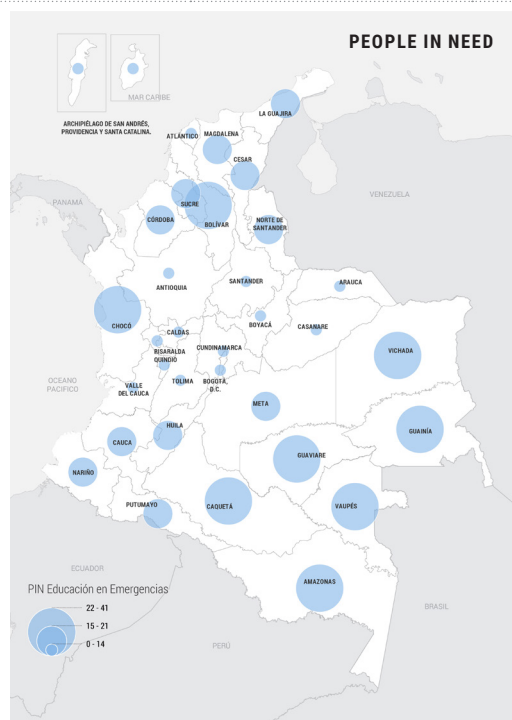 PEOPLE IN NEED
MAR CARIBE
ARCHIPIÉLAGO DE SAN ANDRÉS,
PROVIDENCIA Y SANTA CATALINA.
LA GUAJIRA
ATLÁNTICO
MAGDALENA
CESAR
VENEZUELA
PANAMÁ
SUCRE
CÓRDOBA
BOLÍVAR
NORTE DE
SANTANDER
ANTIOQUIA
SANTANDER
ARAUCA
CHOCÓ
CALDAS
BOYACÁ
CASANARE
RISARALDA
QUINDIÓ
CUNDINAMARCA
VICHADA
OCEANO
PACIFICO
VALLE
DEL CAUCA
TOLIMA
BOGOTÁ,
D.C.
META
GUAINÍA
HUILA
CAUCA
GUAVIARE
NARIÑO
PUTUMAYO
CAQUETÁ
VAUPÉS
ECUADOR
AMAZONAS
BRASIL
PERÚ
PIN Educación en Emergencias
22 - 41
15 - 21
0 - 14